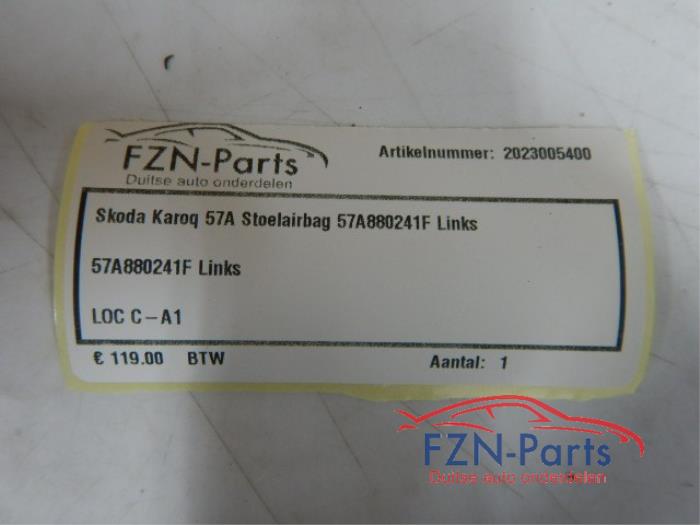 FZN-Parts
Duitse auto onderdelen
Artikelnummer: 2023005400
Skoda Karoq 57A Stoelairbag 57A880241F Links
57A880241F Links
LOC C-A1
€ 119.00 BTW
Aantal: 1
FZN-Parts
Duitse auto onderdelen